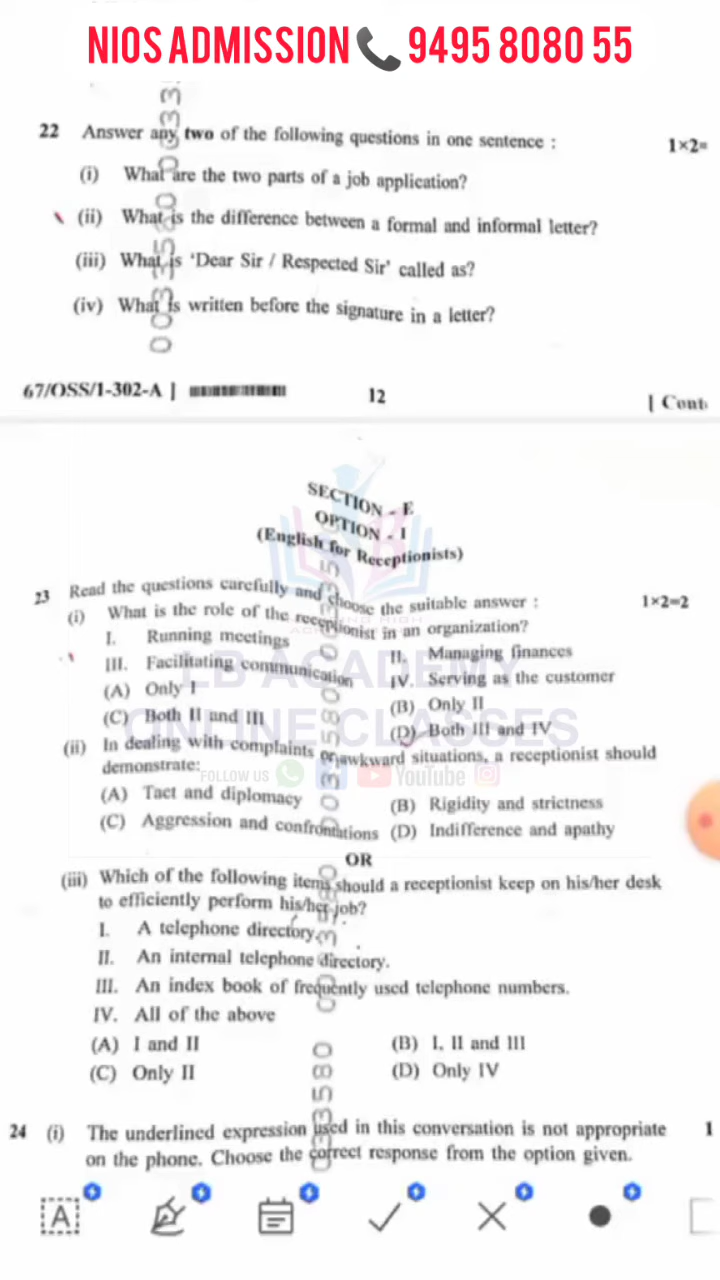 NIOS ADMISSION 📞 9495 8080 55
22 Answer any two of the following questions in one sentence : 1×2=
(i) What are the two parts of a job application?
(ii) What is the difference between a formal and informal letter?
(iii) What is 'Dear Sir / Respected Sir' called as?
(iv) What is written before the signature in a letter?
67/OSS/1-302-A ] 12 [ Cont
SECTION - E
OPTION - I
(English for Receptionists)
23 Read the questions carefully and choose the suitable answer : 1×2=2
(i) What is the role of the receptionist in an organization?
I. Running meetings II. Managing finances
III. Facilitating communication IV. Serving as the customer
(A) Only I (B) Only II
(C) Both II and III (D) Both III and IV
(ii) In dealing with complaints or awkward situations, a receptionist should
demonstrate:
(A) Tact and diplomacy (B) Rigidity and strictness
(C) Aggression and confrontations (D) Indifference and apathy
OR
(iii) Which of the following items should a receptionist keep on his/her desk
to efficiently perform his/her job?
I. A telephone directory.
II. An internal telephone directory.
III. An index book of frequently used telephone numbers.
IV. All of the above
(A) I and II (B) I, II and III
(C) Only II (D) Only IV
24 (i) The underlined expression used in this conversation is not appropriate 1
on the phone. Choose the correct response from the option given.
LB ACADEMY
ONLINE CLASSES
FOLLOW US YouTube
A